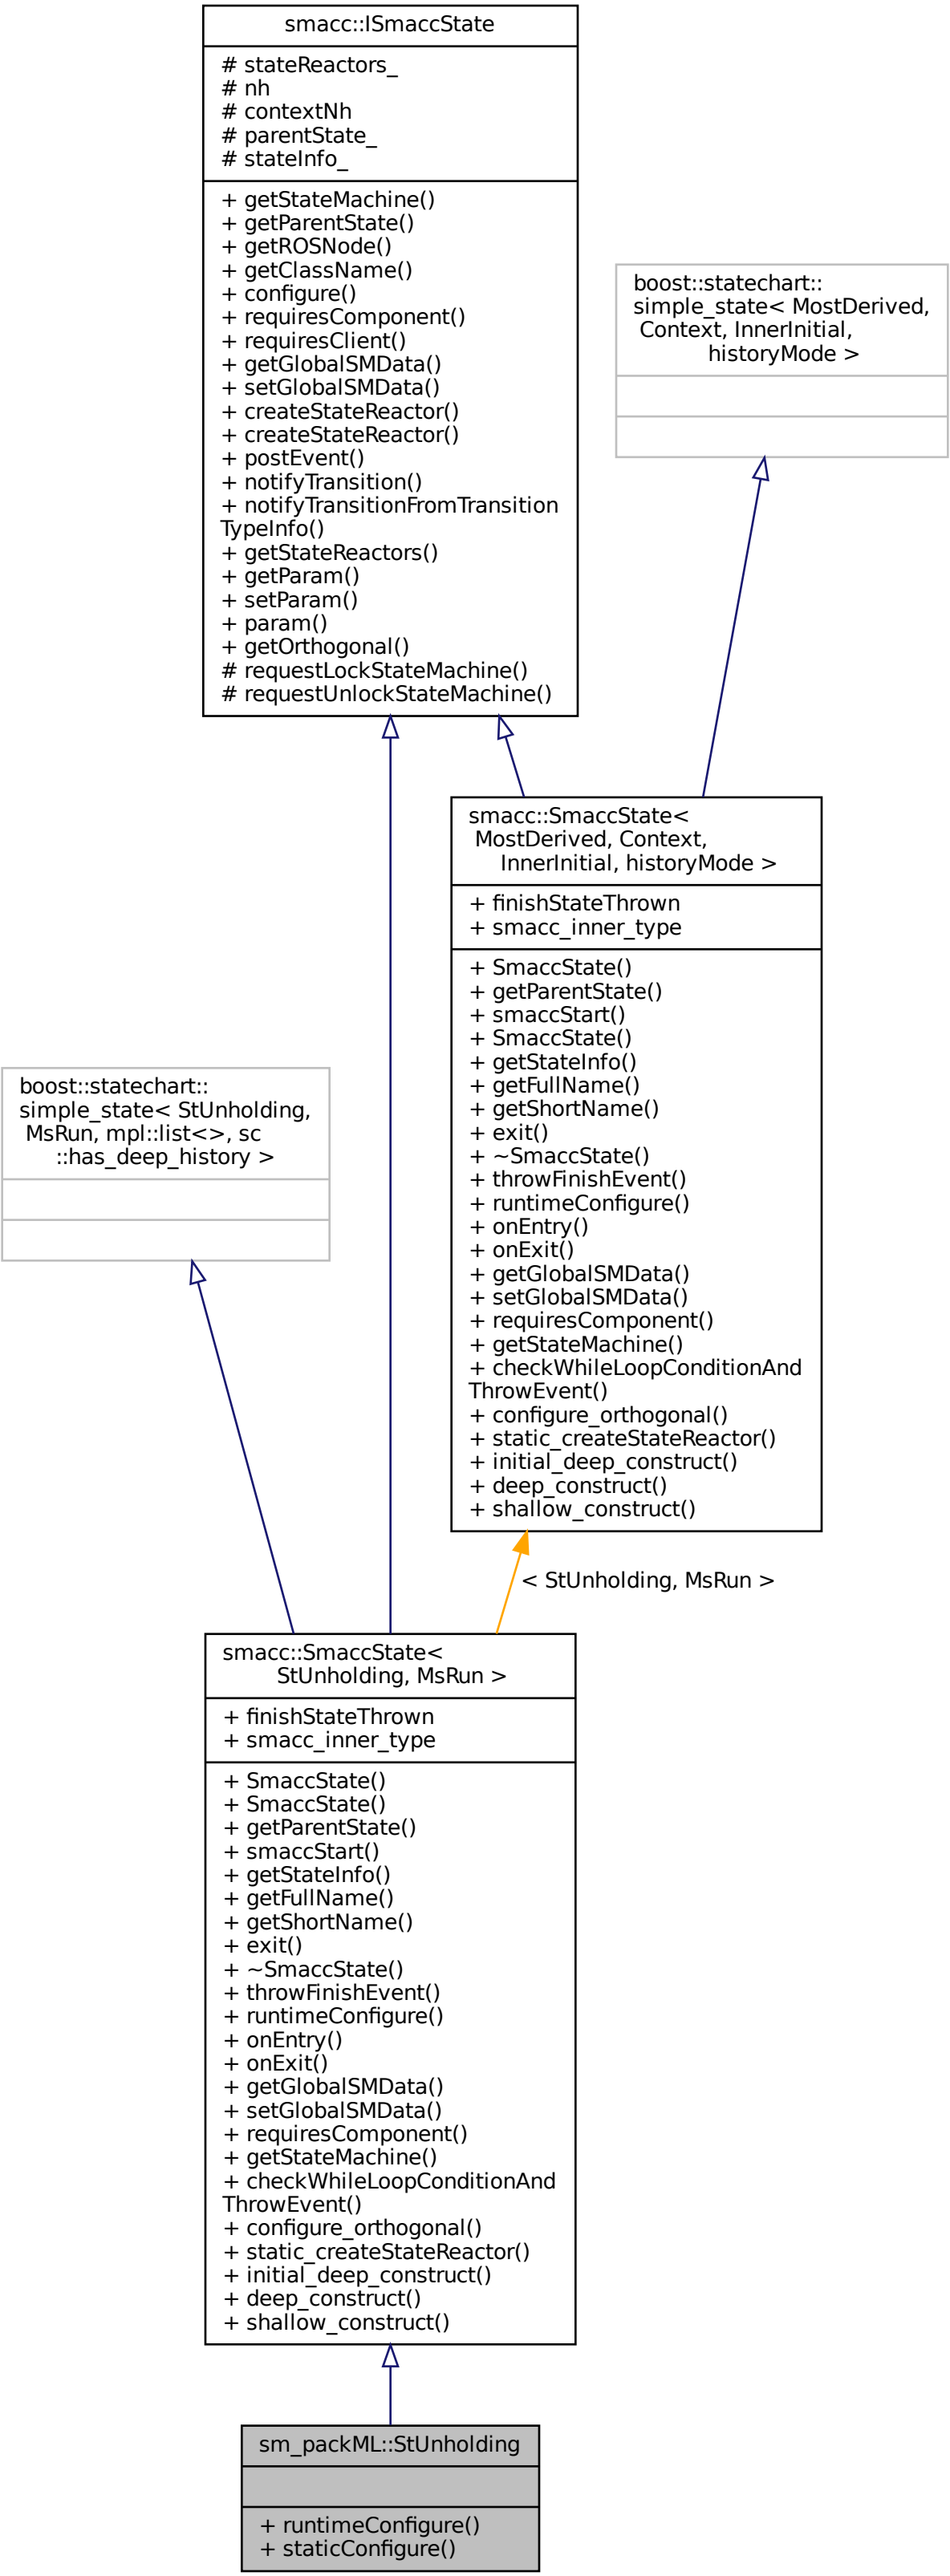 smacc::ISmaccState
# stateReactors_
# nh
# contextNh
# parentState_
# stateInfo_
+ getStateMachine()
+ getParentState()
+ getROSNode()
+ getClassName()
+ configure()
+ requiresComponent()
+ requiresClient()
+ getGlobalSMData()
+ setGlobalSMData()
+ createStateReactor()
+ createStateReactor()
+ postEvent()
+ notifyTransition()
+ notifyTransitionFromTransition
TypeInfo()
+ getStateReactors()
+ getParam()
+ setParam()
+ param()
+ getOrthogonal()
# requestLockStateMachine()
# requestUnlockStateMachine()
boost::statechart::
simple_state< MostDerived,
Context, InnerInitial,
historyMode >
smacc::SmaccState<
MostDerived, Context,
InnerInitial, historyMode >
+ finishStateThrown
+ smacc_inner_type
+ SmaccState()
+ getParentState()
+ smaccStart()
+ SmaccState()
+ getStateInfo()
+ getFullName()
+ getShortName()
+ exit()
+ ~SmaccState()
+ throwFinishEvent()
+ runtimeConfigure()
+ onEntry()
+ onExit()
+ getGlobalSMData()
+ setGlobalSMData()
+ requiresComponent()
+ getStateMachine()
+ checkWhileLoopConditionAnd
ThrowEvent()
+ configure_orthogonal()
+ static_createStateReactor()
+ initial_deep_construct()
+ deep_construct()
+ shallow_construct()
boost::statechart::
simple_state< StUnholding,
MsRun, mpl::list<>, sc
::has_deep_history >
< StUnholding, MsRun >
smacc::SmaccState<
StUnholding, MsRun >
+ finishStateThrown
+ smacc_inner_type
+ SmaccState()
+ SmaccState()
+ getParentState()
+ smaccStart()
+ getStateInfo()
+ getFullName()
+ getShortName()
+ exit()
+ ~SmaccState()
+ throwFinishEvent()
+ runtimeConfigure()
+ onEntry()
+ onExit()
+ getGlobalSMData()
+ setGlobalSMData()
+ requiresComponent()
+ getStateMachine()
+ checkWhileLoopConditionAnd
ThrowEvent()
+ configure_orthogonal()
+ static_createStateReactor()
+ initial_deep_construct()
+ deep_construct()
+ shallow_construct()
sm_packML::StUnholding
+ runtimeConfigure()
+ staticConfigure()